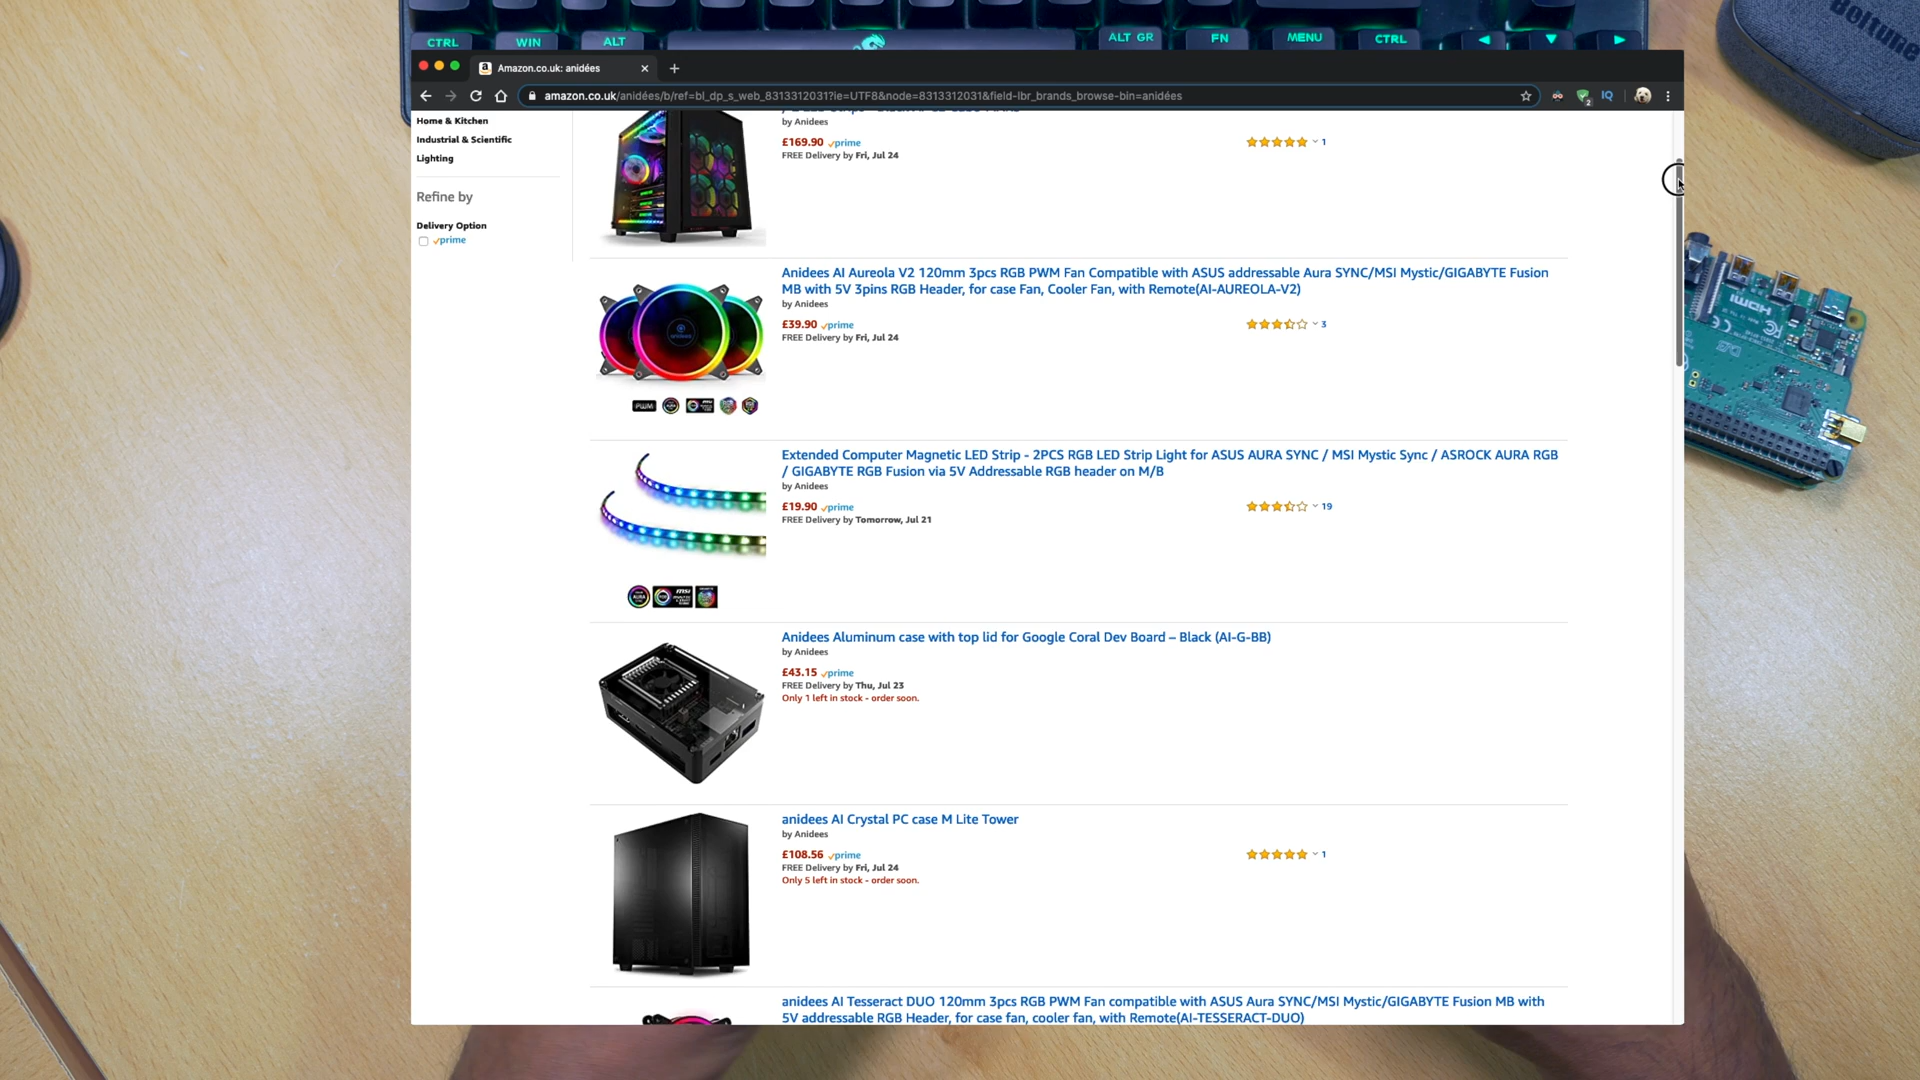 CTRL WIN ALT ALT GR FN MENU CTRL
Boltune
Amazon.co.uk: anidées
amazon.co.uk/anidées/b/ref=bl_dp_s_web_8313312031?ie=UTF8&node=8313312031&field-lbr_brands_browse-bin=anidées
IQ
2
Home & Kitchen
Industrial & Scientific
Lighting
Refine by
Delivery Option
prime
by Anidees
£169.90 prime
FREE Delivery by Fri, Jul 24
1
Anidees AI Aureola V2 120mm 3pcs RGB PWM Fan Compatible with ASUS addressable Aura SYNC/MSI Mystic/GIGABYTE Fusion
MB with 5V 3pins RGB Header, for case Fan, Cooler Fan, with Remote(AI-AUREOLA-V2)
by Anidees
£39.90 prime
FREE Delivery by Fri, Jul 24
3
PWM
Extended Computer Magnetic LED Strip - 2PCS RGB LED Strip Light for ASUS AURA SYNC / MSI Mystic Sync / ASROCK AURA RGB
/ GIGABYTE RGB Fusion via 5V Addressable RGB header on M/B
by Anidees
£19.90 prime
FREE Delivery by Tomorrow, Jul 21
19
Anidees Aluminum case with top lid for Google Coral Dev Board – Black (AI-G-BB)
by Anidees
£43.15 prime
FREE Delivery by Thu, Jul 23
Only 1 left in stock - order soon.
anidees AI Crystal PC case M Lite Tower
by Anidees
£108.56 prime
FREE Delivery by Fri, Jul 24
Only 5 left in stock - order soon.
1
anidees AI Tesseract DUO 120mm 3pcs RGB PWM Fan compatible with ASUS Aura SYNC/MSI Mystic/GIGABYTE Fusion MB with
5V addressable RGB Header, for case fan, cooler fan, with Remote(AI-TESSERACT-DUO)
HDMI
FC